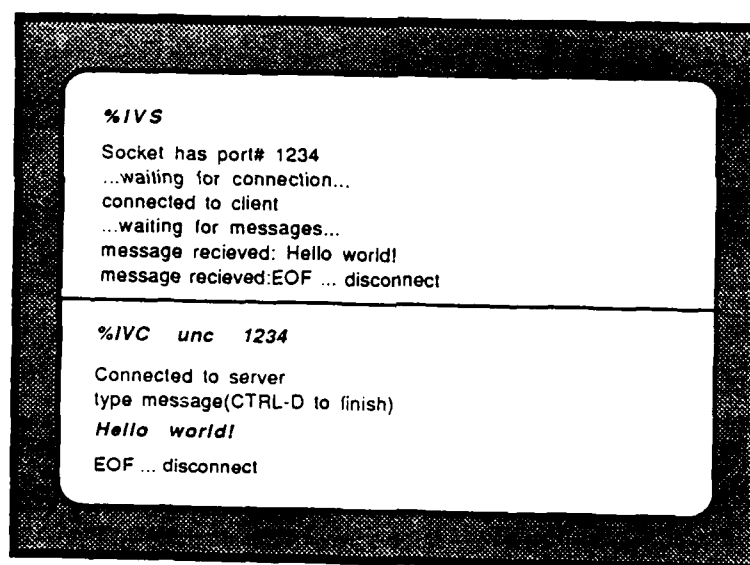 %IVS
Socket has port# 1234
...waiting for connection...
connected to client
...waiting for messages...
message recieved: Hello world!
message recieved:EOF ... disconnect
%IVC unc 1234
Connected to server
type message(CTRL-D to finish)
Hello world!
EOF ... disconnect